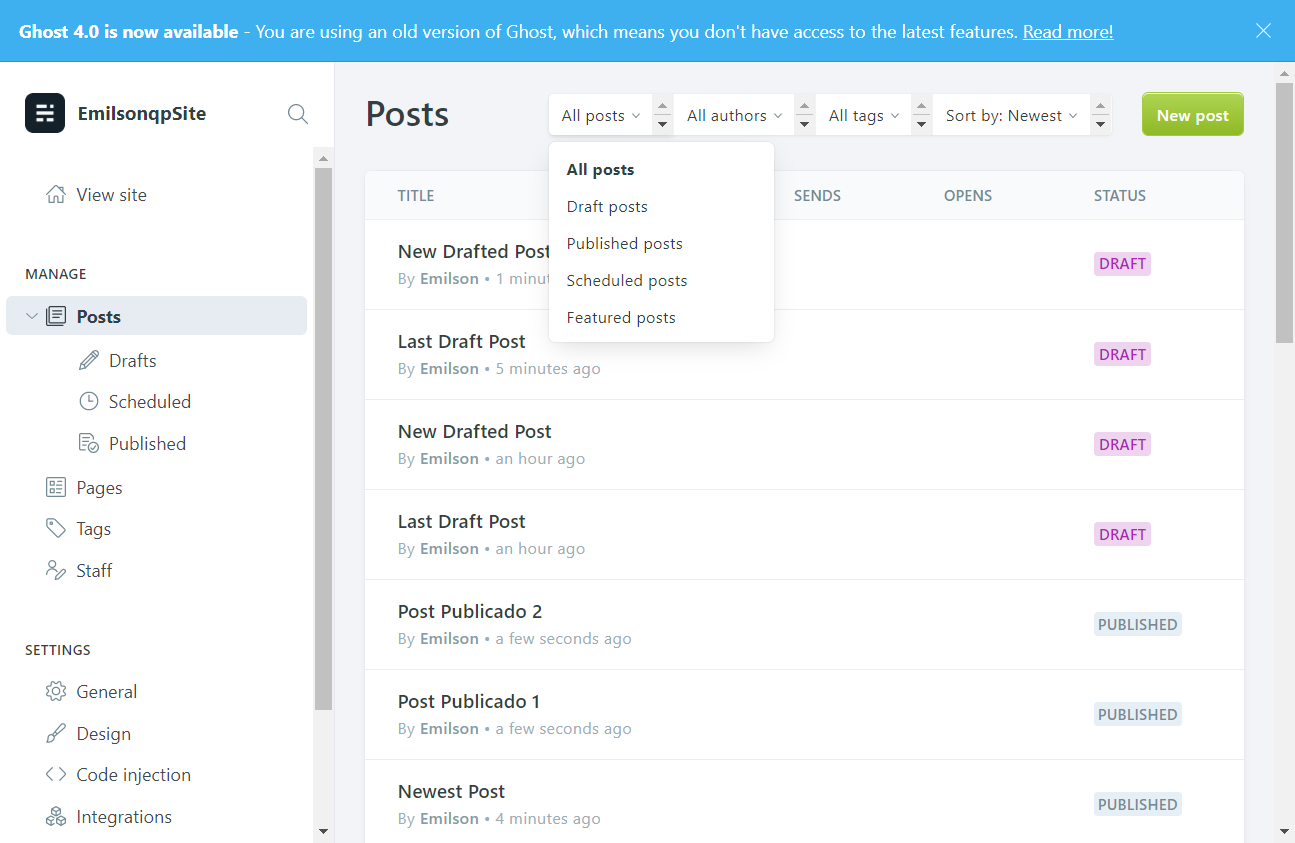 Ghost 4.0 is now available - You are using an old version of Ghost, which means you don't have access to the latest features. Read more!
EmilsonqpSite
View site
MANAGE
Posts
Drafts
Scheduled
Published
Pages
Tags
Staff
SETTINGS
General
Design
Code injection
Integrations
Posts
All posts
All authors
All tags
Sort by: Newest
New post
All posts
Draft posts
Published posts
Scheduled posts
Featured posts
TITLE
SENDS
OPENS
STATUS
New Drafted Post
By Emilson • 1
DRAFT
Last Draft Post
By Emilson • 5 minutes ago
DRAFT
New Drafted Post
By Emilson • an hour ago
DRAFT
Last Draft Post
By Emilson • an hour ago
DRAFT
Post Publicado 2
By Emilson • a few seconds ago
PUBLISHED
Post Publicado 1
By Emilson • a few seconds ago
PUBLISHED
Newest Post
By Emilson • 4 minutes ago
PUBLISHED